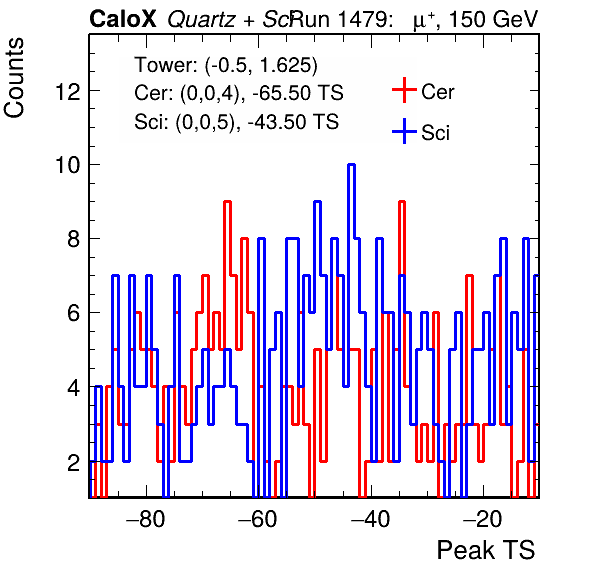 CaloX Quartz + Sci Run 1479: μ+, 150 GeV
Counts
Tower: (-0.5, 1.625)
Cer: (0,0,4), -65.50 TS
Sci: (0,0,5), -43.50 TS
Cer
Sci
12
10
8
6
4
2
−80 −60 −40 −20
Peak TS